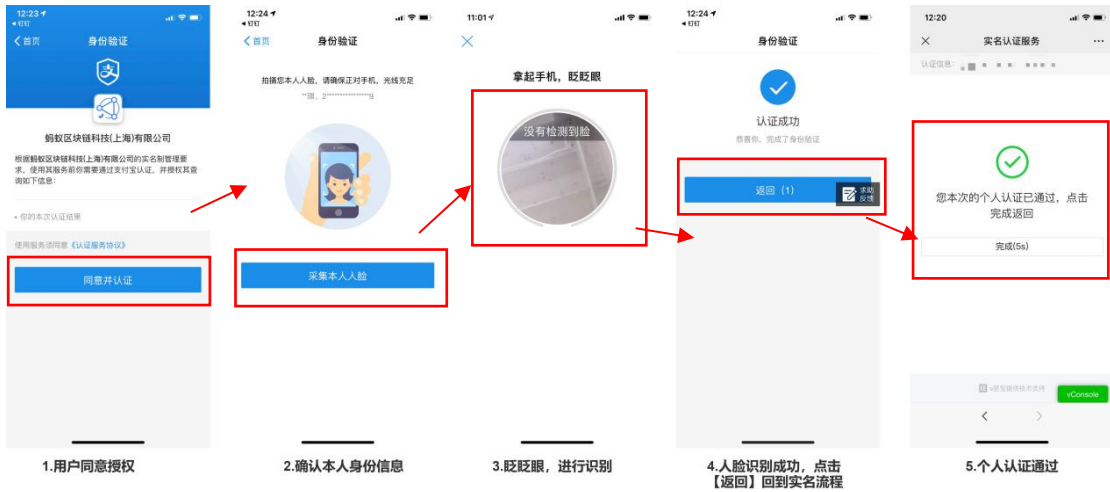 12:23
钉钉
首页
身份验证
蚂蚁区块链科技(上海)有限公司
根据蚂蚁区块链科技(上海)有限公司的实名制管理要
求，使用其服务前你需要通过支付宝认证，并授权其查
询如下信息：
• 你的本次认证结果
使用服务须同意《认证服务协议》
同意并认证
1.用户同意授权
12:24
钉钉
首页
身份验证
拍摄您本人人脸，请确保正对手机，光线充足
采集本人人脸
2.确认本人身份信息
11:01
拿起手机，眨眨眼
没有检测到脸
3.眨眨眼，进行识别
12:24
钉钉
身份验证
认证成功
恭喜你，完成了身份验证
返回（1）
求助
反馈
4.人脸识别成功，点击
【返回】回到实名流程
12:20
实名认证服务
认证信息：
您本次的个人认证已通过，点击
完成返回
完成(5s)
e签宝提供技术支持
vConsole
5.个人认证通过